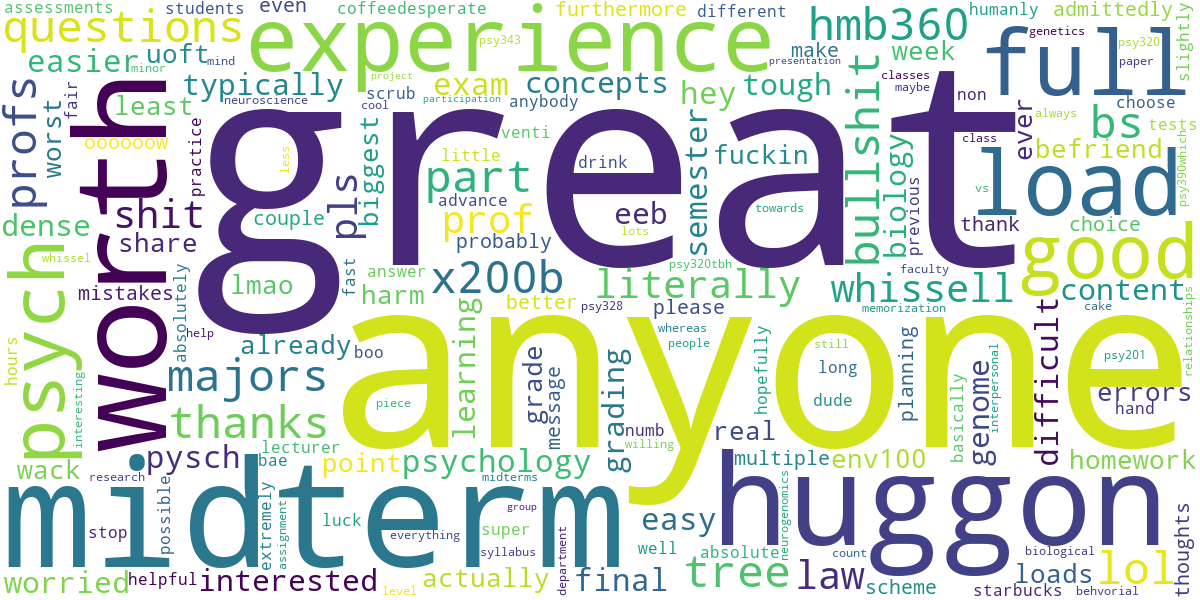 assessments students even coffeedesperate furthermore different humanly admittedly
questions experience hmb360 genetics psy320 slightly
psy343 full
easier uoft mind make week
minor presentation paper
profs worst fair typically project exam concepts hey tough classes choose
neuroscience scrub cool participation anybody non maybe
least worth great bullshit bs tests
always
ooooow practice less venti ever class befriend psy390which
biggest little drink semester fuckin biology vs
shit pls part eeb previous load
dense couple advance towards thank choice
share prof lots good
probably
psych whissel absolutely lmao fast answer x200b literally psy320tbh whissell faculty content
mistakes harm better psy328 please memorization cake relationships
help whereas
already boo learning anyone people hopefully still difficult psy201
majors grade planning genome interpersonal
hours interesting piece message grading long errors
thanks dude hand
numb real basically
lecturer willing
wack pysch bae point psychology multiple env100 homework
research midterms
midterm possible extremely assignment group huggon
luck super easy neurogenomics thoughts
stop everything syllabus department well absolute count biological
tree law loads lol
worried helpful interested level actually final scheme starbucks behvorial